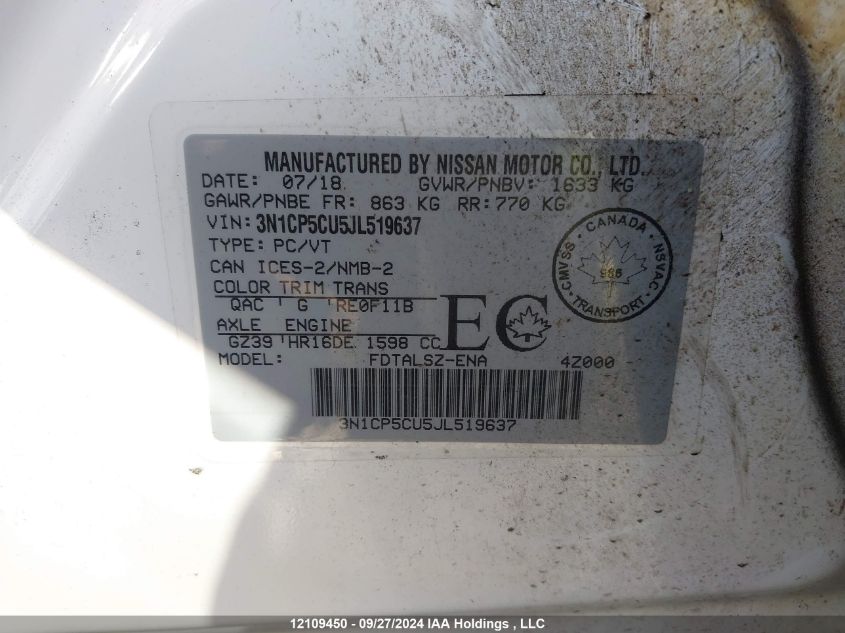 MANUFACTURED BY NISSAN MOTOR CO., LTD.
DATE: 07/18 GVWR/PNBV: 1633 KG
GAWR/PNBE FR: 863 KG RR: 770 KG
VIN: 3N1CP5CU5JL519637
TYPE: PC/VT
CAN ICES-2/NMB-2
COLOR TRIM TRANS
QAC G RE0F11B
AXLE ENGINE
GZ39 HR16DE 1598 CC
EC
MODEL: FDTALSZ-ENA 4Z000
3N1CP5CU5JL519637
CANADA
CMVSS NSVAC
TRANSPORT
12109450 - 09/27/2024 IAA Holdings , LLC